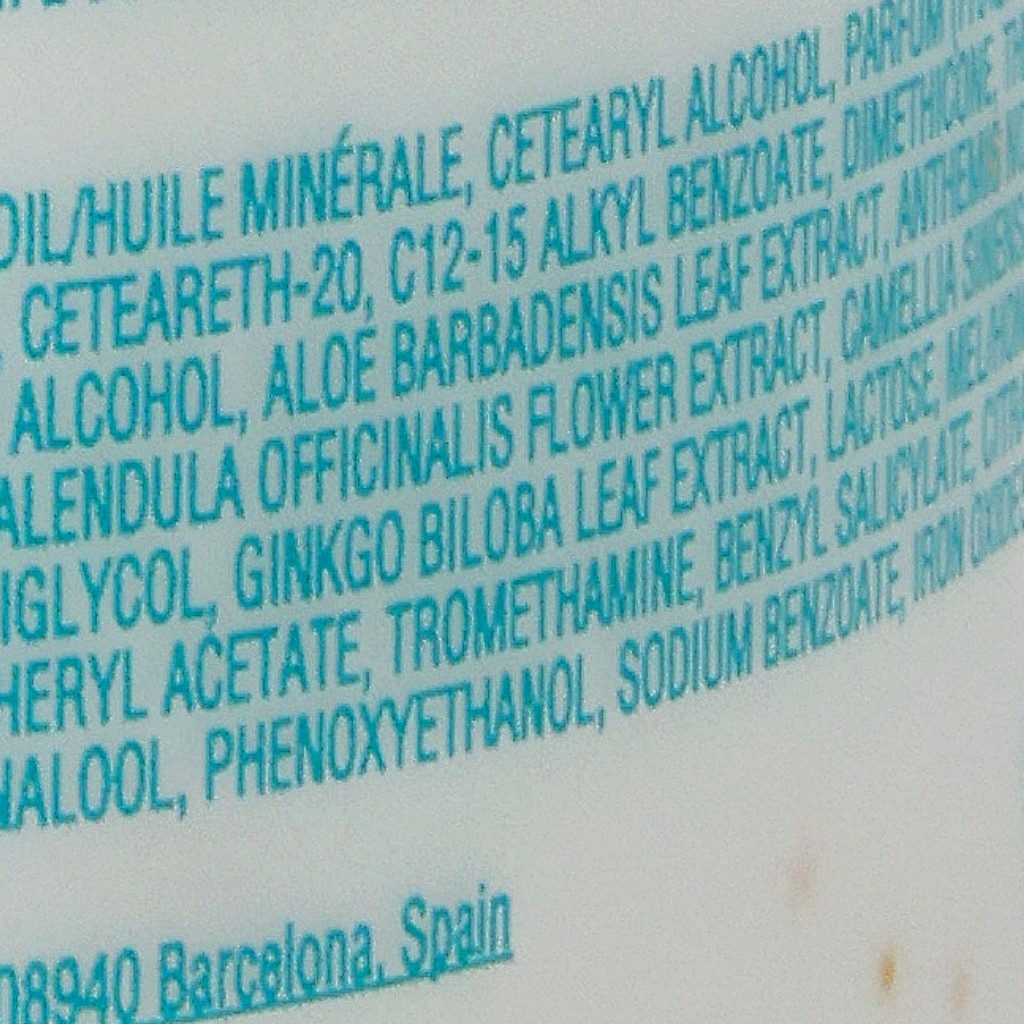 OIL/HUILE MINÉRALE, CETEARYL ALCOHOL, PARFUM
CETEARETH-20, C12-15 ALKYL BENZOATE, DIMETHICONE,
ALCOHOL, ALOE BARBADENSIS LEAF EXTRACT,
ALENDULA OFFICINALIS FLOWER EXTRACT, CAMELLIA
IGLYCOL, GINKGO BILOBA LEAF EXTRACT, LACTOSE,
HERYL ACETATE, TROMETHAMINE, BENZYL SALICYLATE,
NALOOL, PHENOXYETHANOL, SODIUM BENZOATE, IRON
08940 Barcelona, Spain